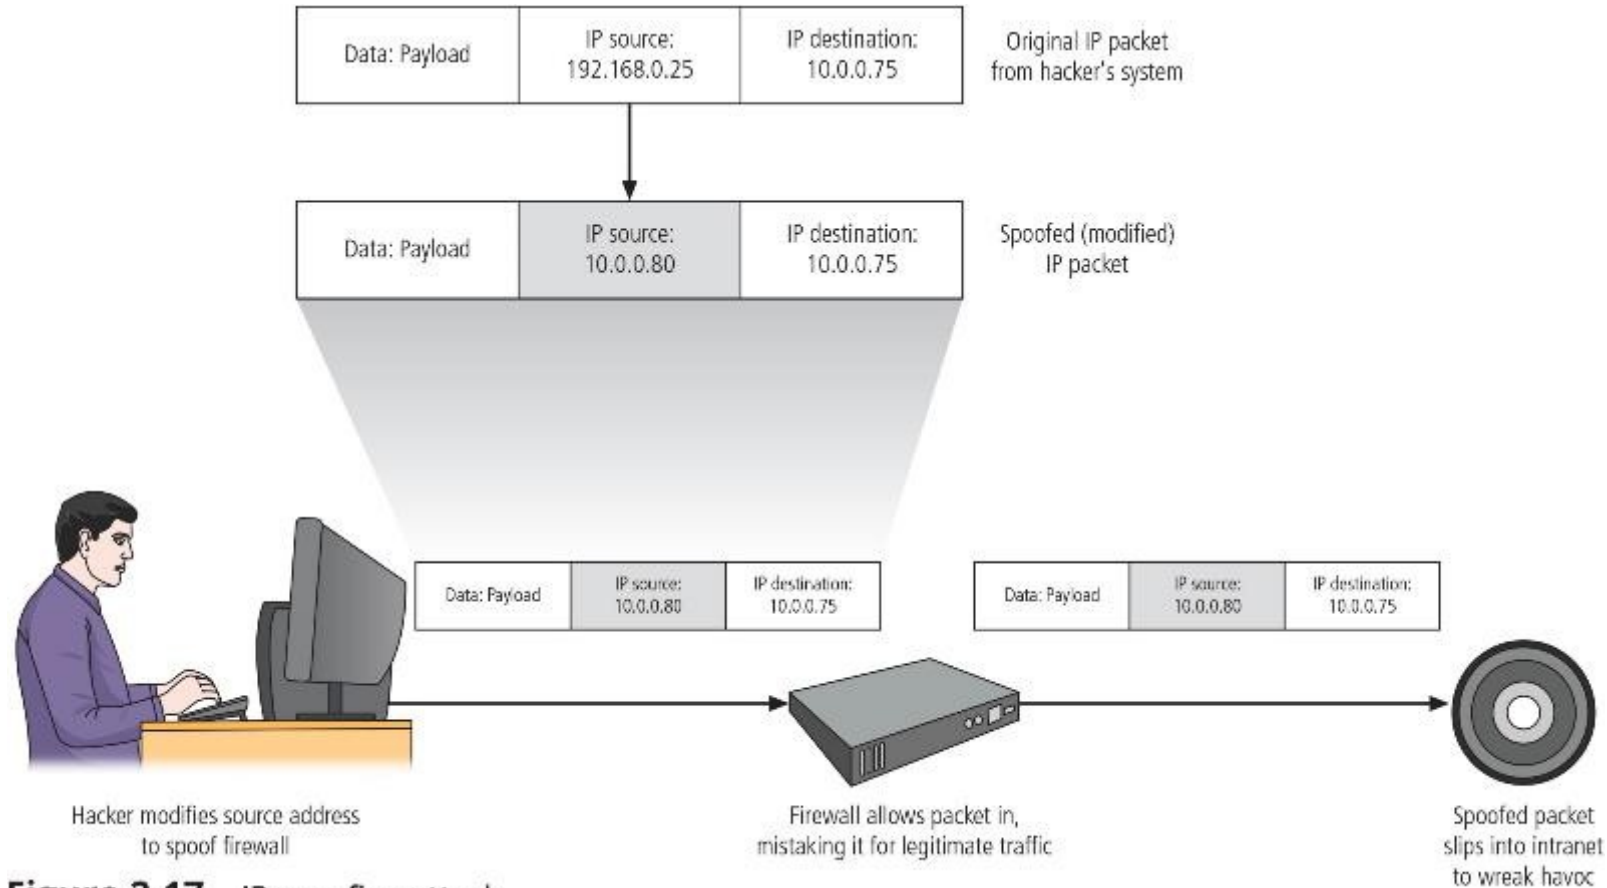 Data: Payload
IP source:
192.168.0.25
IP destination:
10.0.0.75
Original IP packet
from hacker's system
Data: Payload
IP source:
10.0.0.80
IP destination:
10.0.0.75
Spoofed (modified)
IP packet
Data: Payload
IP source:
10.0.0.80
IP destination:
10.0.0.75
Data: Payload
IP source:
10.0.0.80
IP destination:
10.0.0.75
Hacker modifies source address
to spoof firewall
Firewall allows packet in,
mistaking it for legitimate traffic
Spoofed packet
slips into intranet
to wreak havoc